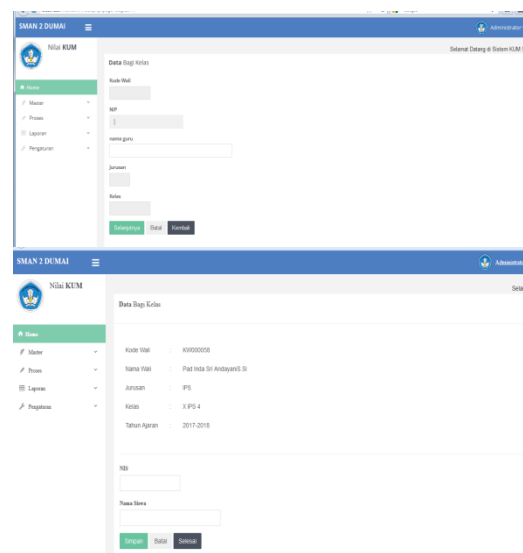 SMAN 2 DUMAI
Administrator
Nilai KUM
Selamat Datang di Sistem KUM
Data Bagi Kelas
Kode Wali
Home
Master
NIP
Proses
Laporan
nama guru
Pengaturan
Jurusan
Kelas
Selanjutnya Batal Kembali
SMAN 2 DUMAI
Administrato
Nilai KUM
Sela
Data Bagi Kelas
Home
Master
Kode Wali : KW000058
Proses
Nama Wali : Pad Inda Sri AndayaniS.Si
Laporan
Jurusan : IPS
Pengaturan
Kelas : X IPS 4
Tahun Ajaran : 2017-2018
NIS
Nama Siswa
Simpan Batal Selesai